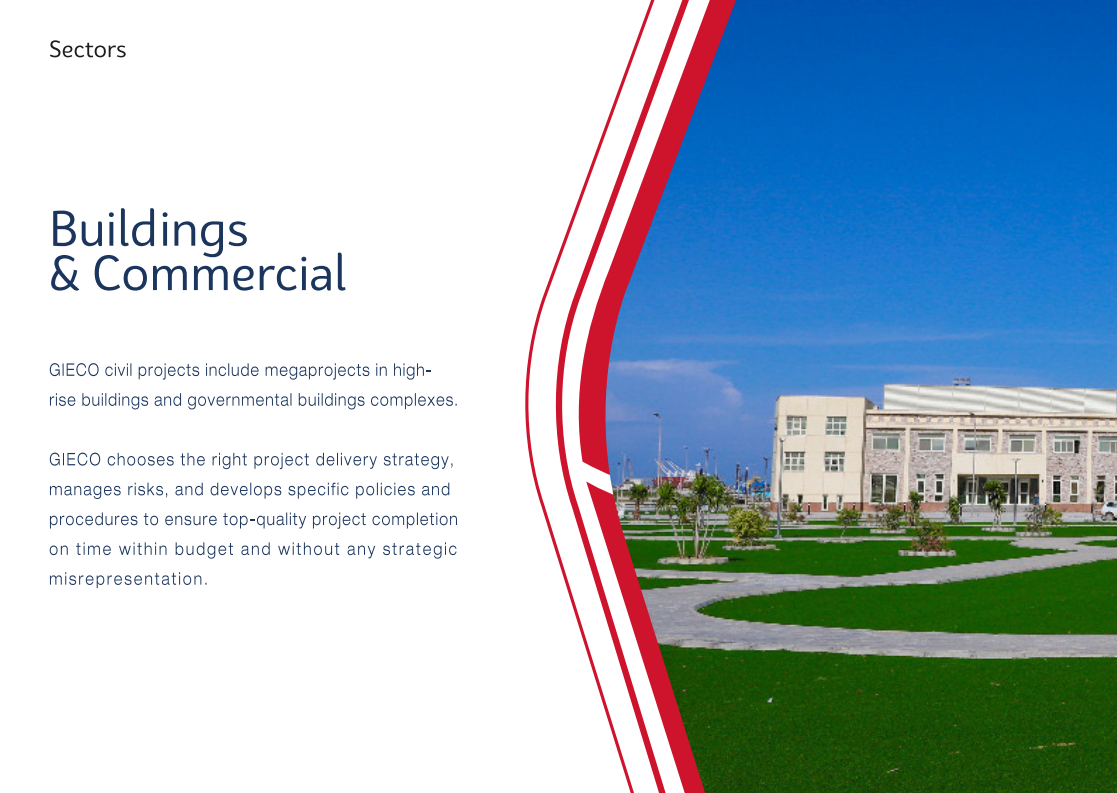 Sectors
Buildings
& Commercial
GIECO civil projects include megaprojects in high-
rise buildings and governmental buildings complexes.
GIECO chooses the right project delivery strategy,
manages risks, and develops specific policies and
procedures to ensure top-quality project completion
on time within budget and without any strategic
misrepresentation.